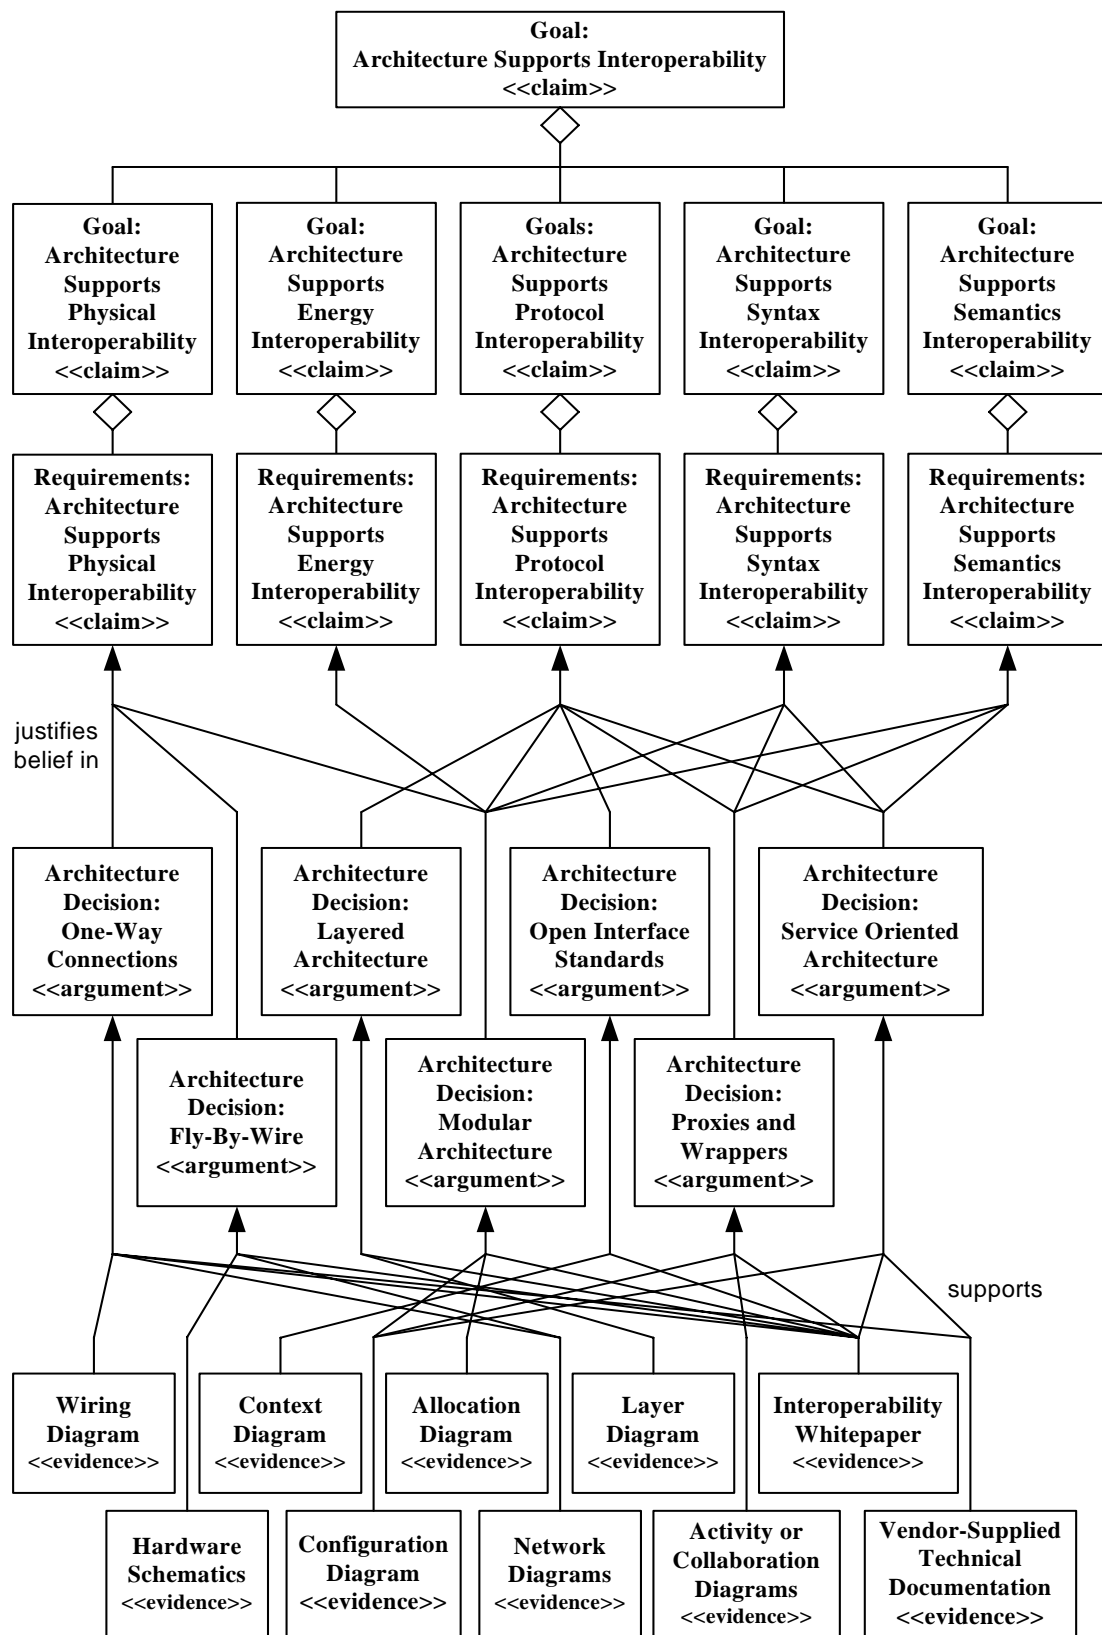 Goal:
Architecture Supports Interoperability
<<claim>>
Goal:
Architecture
Supports
Physical
Interoperability
<<claim>>
Goal:
Architecture
Supports
Energy
Interoperability
<<claim>>
Goals:
Architecture
Supports
Protocol
Interoperability
<<claim>>
Goal:
Architecture
Supports
Syntax
Interoperability
<<claim>>
Goal:
Architecture
Supports
Semantics
Interoperability
<<claim>>
Requirements:
Architecture
Supports
Physical
Interoperability
<<claim>>
Requirements:
Architecture
Supports
Energy
Interoperability
<<claim>>
Requirements:
Architecture
Supports
Protocol
Interoperability
<<claim>>
Requirements:
Architecture
Supports
Syntax
Interoperability
<<claim>>
Requirements:
Architecture
Supports
Semantics
Interoperability
<<claim>>
justifies
belief in
Architecture
Decision:
One-Way
Connections
<<argument>>
Architecture
Decision:
Layered
Architecture
<<argument>>
Architecture
Decision:
Open Interface
Standards
<<argument>>
Architecture
Decision:
Service Oriented
Architecture
<<argument>>
Architecture
Decision:
Fly-By-Wire
<<argument>>
Architecture
Decision:
Modular
Architecture
<<argument>>
Architecture
Decision:
Proxies and
Wrappers
<<argument>>
supports
Wiring
Diagram
<<evidence>>
Context
Diagram
<<evidence>>
Allocation
Diagram
<<evidence>>
Layer
Diagram
<<evidence>>
Interoperability
Whitepaper
<<evidence>>
Hardware
Schematics
<<evidence>>
Configuration
Diagram
<<evidence>>
Network
Diagrams
<<evidence>>
Activity or
Collaboration
Diagrams
<<evidence>>
Vendor-Supplied
Technical
Documentation
<<evidence>>